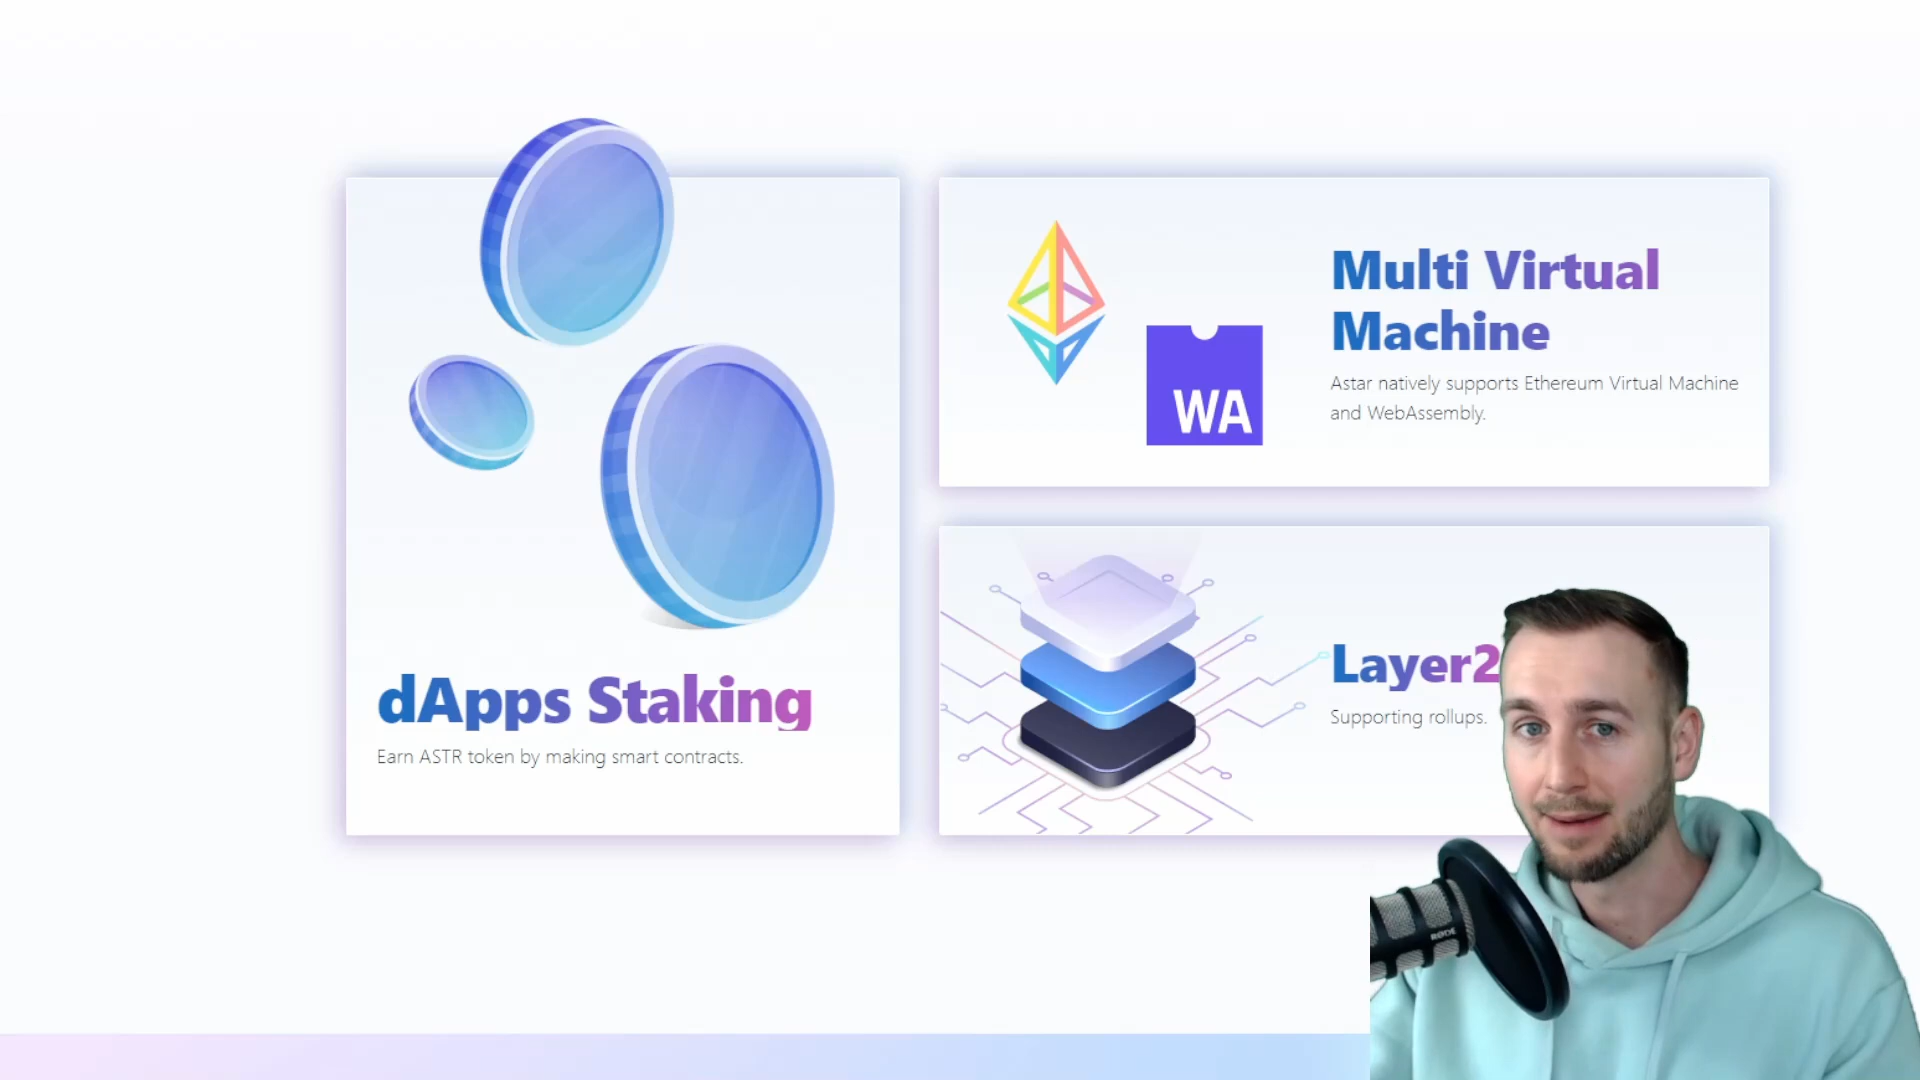 dApps Staking
Earn ASTR token by making smart contracts.
Multi Virtual
Machine
Astar natively supports Ethereum Virtual Machine
and WebAssembly.
WA
Layer2
Supporting rollups.
RØDE